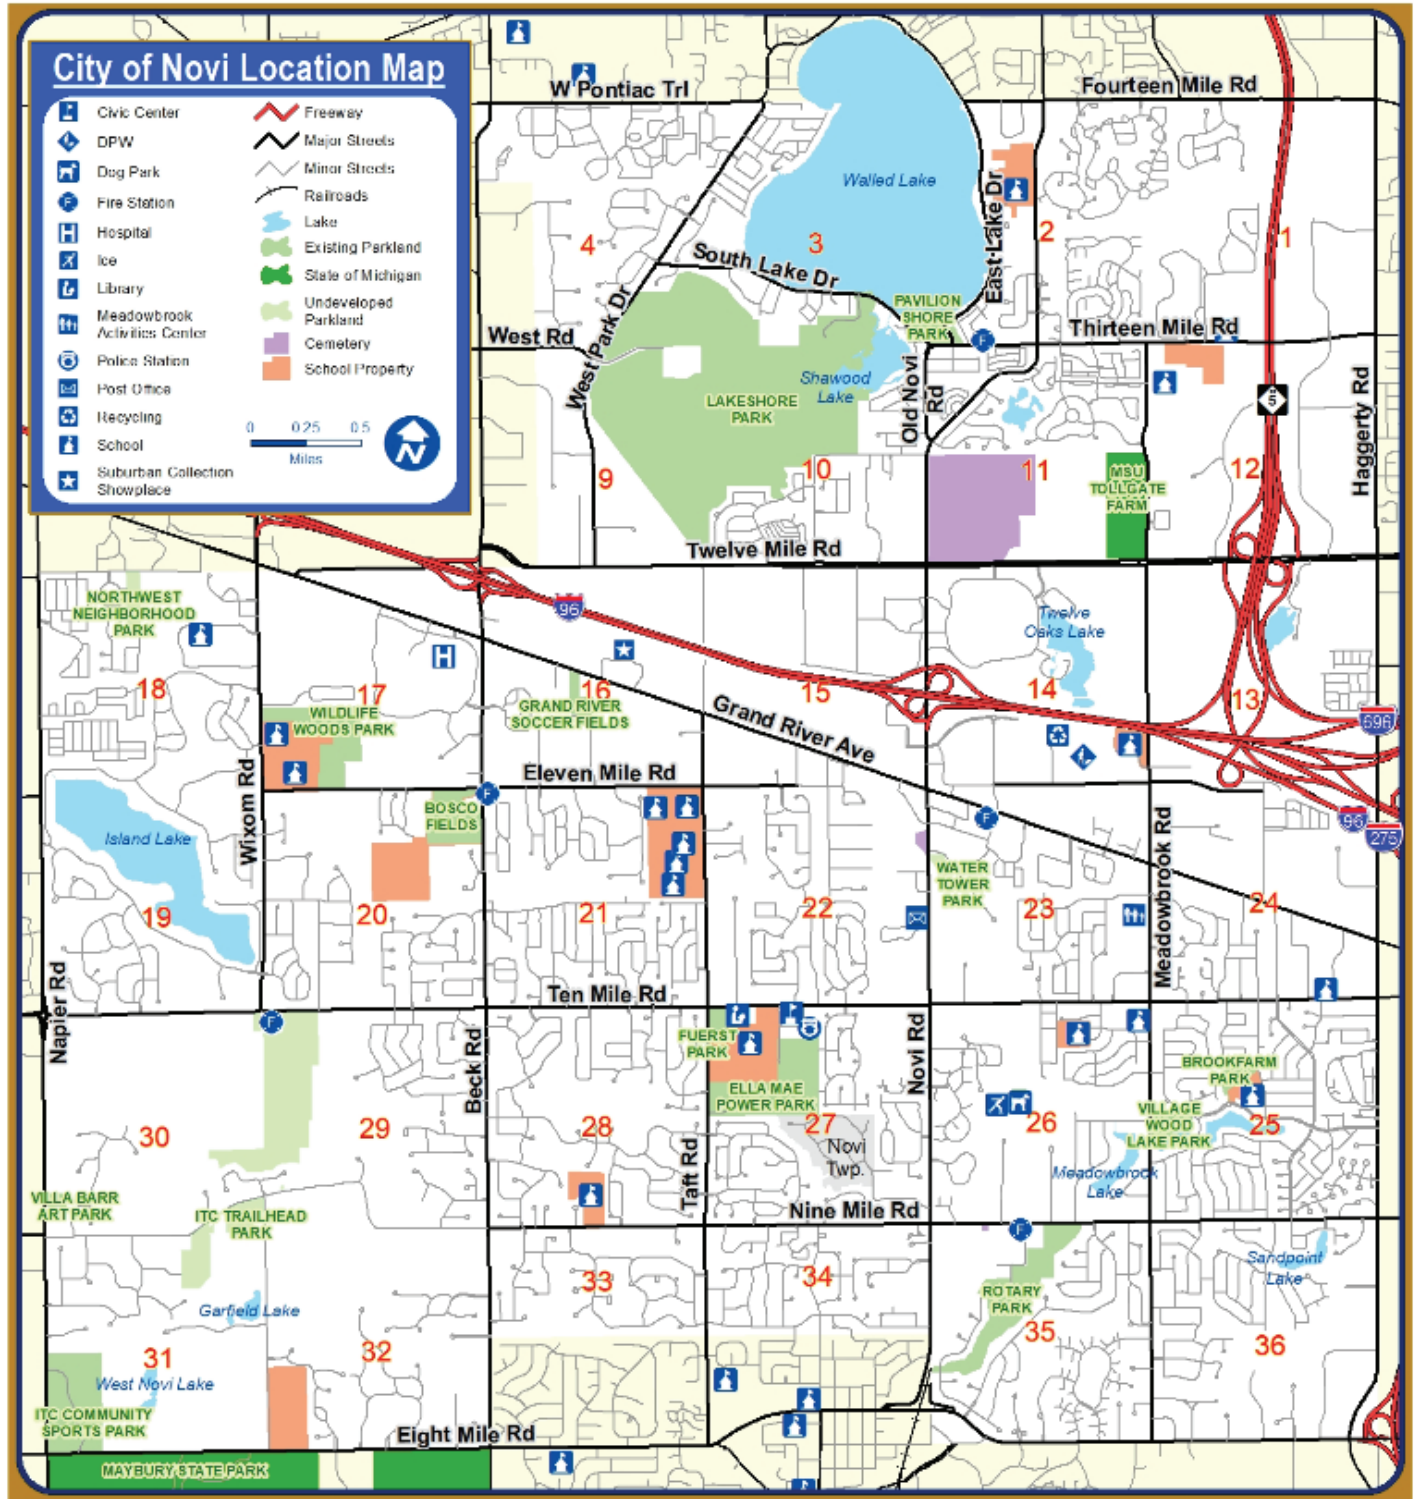 City of Novi Location Map
Civic Center
DPW
Dog Park
Fire Station
Hospital
Ice
Library
Meadowbrook
Activities Center
Police Station
Post Office
Recycling
School
Suburban Collection
Showplace
Freeway
Major Streets
Minor Streets
Railroads
Lake
Existing Parkland
State of Michigan
Undeveloped
Parkland
Cemetery
School Property
0 0.25 0.5
Miles
N
W Pontiac Trl
Fourteen Mile Rd
Walled Lake
East Lake Dr
4
3
2
1
South Lake Dr
West Park Dr
West Rd
PAVILION
SHORE
PARK
F
Thirteen Mile Rd
Shawood
Lake
Old Novi
Rd
LAKESHORE
PARK
5
Haggerty Rd
9
10
11
12
MSU
TOLLGATE
FARM
Twelve Mile Rd
NORTHWEST
NEIGHBORHOOD
PARK
96
Twelve
Oaks Lake
H
18
17
16
15
14
13
WILDLIFE
WOODS PARK
GRAND RIVER
SOCCER FIELDS
Grand River Ave
696
Eleven Mile Rd
Wixom Rd
F
BOSCO
FIELDS
F
96
275
Island Lake
WATER
TOWER
PARK
Meadowbrook Rd
19
20
21
22
23
24
Napier Rd
Ten Mile Rd
F
Beck Rd
FUERST
PARK
Novi Rd
ELLA MAE
POWER PARK
BROOKFARM
PARK
VILLAGE
WOOD
LAKE PARK
30
29
28
27
26
25
Novi
Twp.
Taft Rd
Meadowbrook
Lake
VILLA BARR
ART PARK
ITC TRAILHEAD
PARK
Nine Mile Rd
F
Sandpoint
Lake
33
34
ROTARY
PARK
Garfield Lake
31
32
35
36
West Novi Lake
ITC COMMUNITY
SPORTS PARK
Eight Mile Rd
MAYBURY STATE PARK